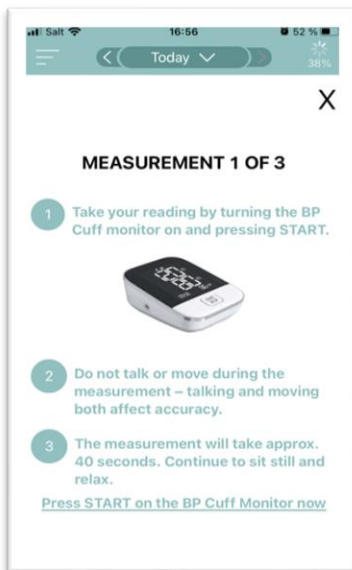 Salt 16:56 52 %
Today 38%
X
MEASUREMENT 1 OF 3
1 Take your reading by turning the BP
Cuff monitor on and pressing START.
2 Do not talk or move during the
measurement – talking and moving
both affect accuracy.
3 The measurement will take approx.
40 seconds. Continue to sit still and
relax.
Press START on the BP Cuff Monitor now